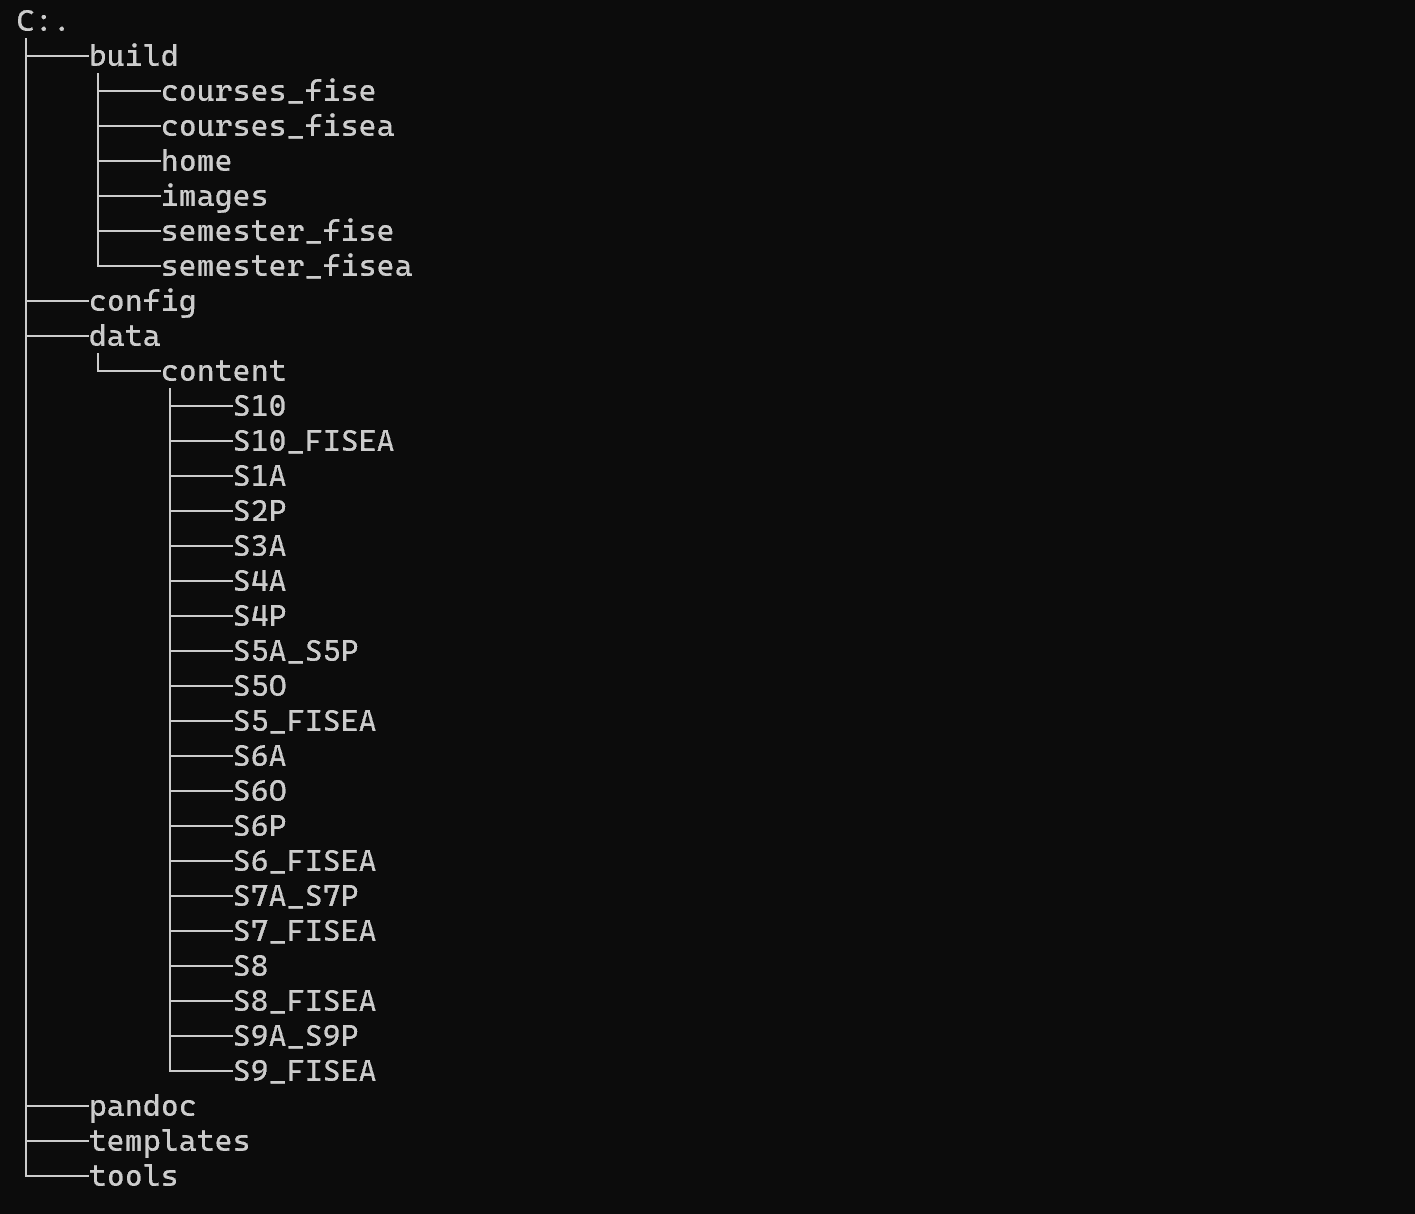 C:.
├───build
│   ├───courses_fise
│   ├───courses_fisea
│   ├───home
│   ├───images
│   ├───semester_fise
│   └───semester_fisea
├───config
├───data
│   └───content
│       ├───S10
│       ├───S10_FISEA
│       ├───S1A
│       ├───S2P
│       ├───S3A
│       ├───S4A
│       ├───S4P
│       ├───S5A_S5P
│       ├───S5O
│       ├───S5_FISEA
│       ├───S6A
│       ├───S6O
│       ├───S6P
│       ├───S6_FISEA
│       ├───S7A_S7P
│       ├───S7_FISEA
│       ├───S8
│       ├───S8_FISEA
│       ├───S9A_S9P
│       └───S9_FISEA
├───pandoc
├───templates
└───tools